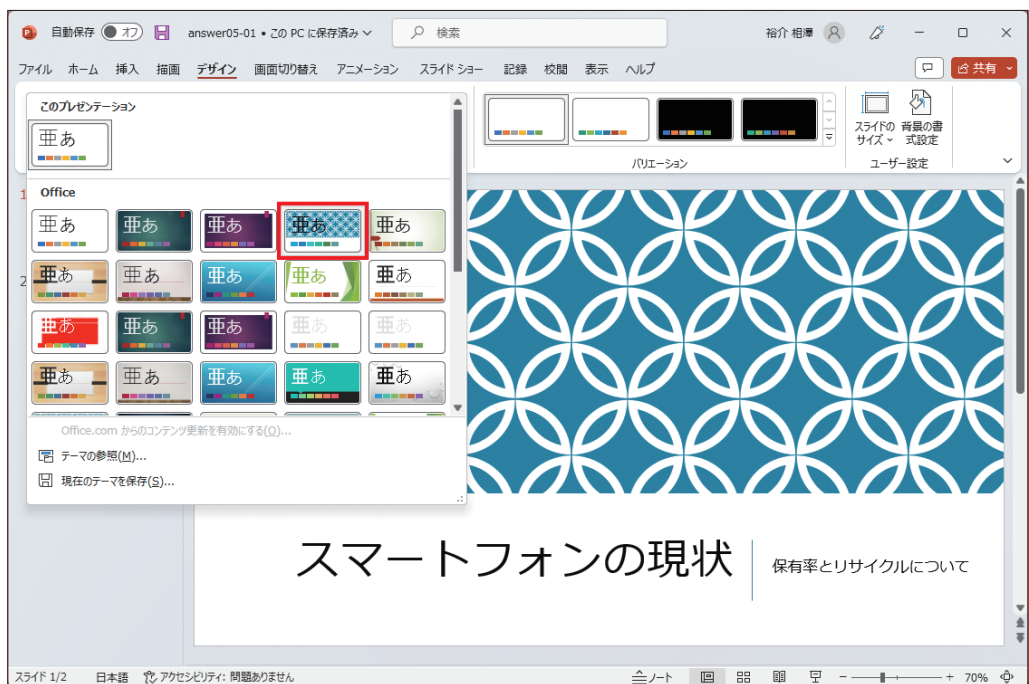 自動保存 オフ answer05-01 • この PC に保存済み 検索 裕介 相澤
ファイル ホーム 挿入 描画 デザイン 画面切り替え アニメーション スライド ショー 記録 校閲 表示 ヘルプ 共有
このプレゼンテーション
亜あ
Office
亜あ 亜あ 亜あ 亜あ 亜あ
亜あ 亜あ 亜あ 亜あ 亜あ
亜あ 亜あ 亜あ 亜あ 亜あ
亜あ 亜あ 亜あ 亜あ 亜あ
Office.com からのコンテンツ更新を有効にする(O)...
テーマの参照(M)...
現在のテーマを保存(S)...
バリエーション
スライドの
サイズ
背景の書
式設定
ユーザー設定
1
2
スマートフォンの現状
保有率とリサイクルについて
スライド 1/2 日本語 アクセシビリティ: 問題ありません ノート 70%